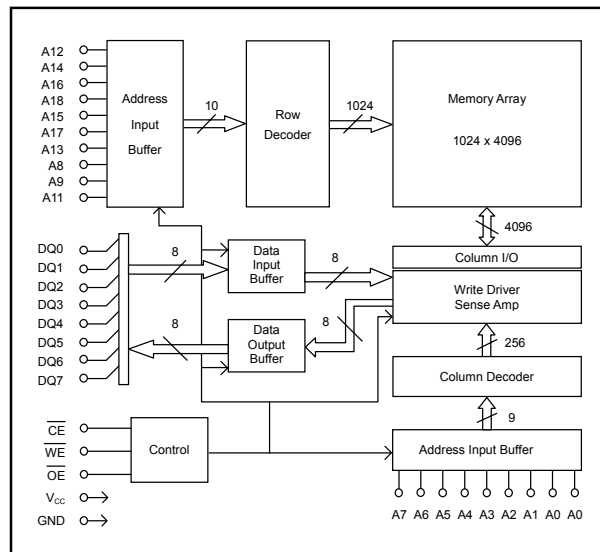 A12
A14
A16
A18
A15
A17
A13
A8
A9
A11
Address
Input
Buffer
10
Row
Decoder
1024
Memory Array
1024 x 4096
4096
Column I/O
Write Driver
Sense Amp
256
Column Decoder
9
Address Input Buffer
A7 A6 A5 A4 A3 A2 A1 A0 A0
DQ0
DQ1
DQ2
DQ3
DQ4
DQ5
DQ6
DQ7
8
Data
Input
Buffer
8
8
Data
Output
Buffer
8
CE
WE
OE
Control
VCC
GND